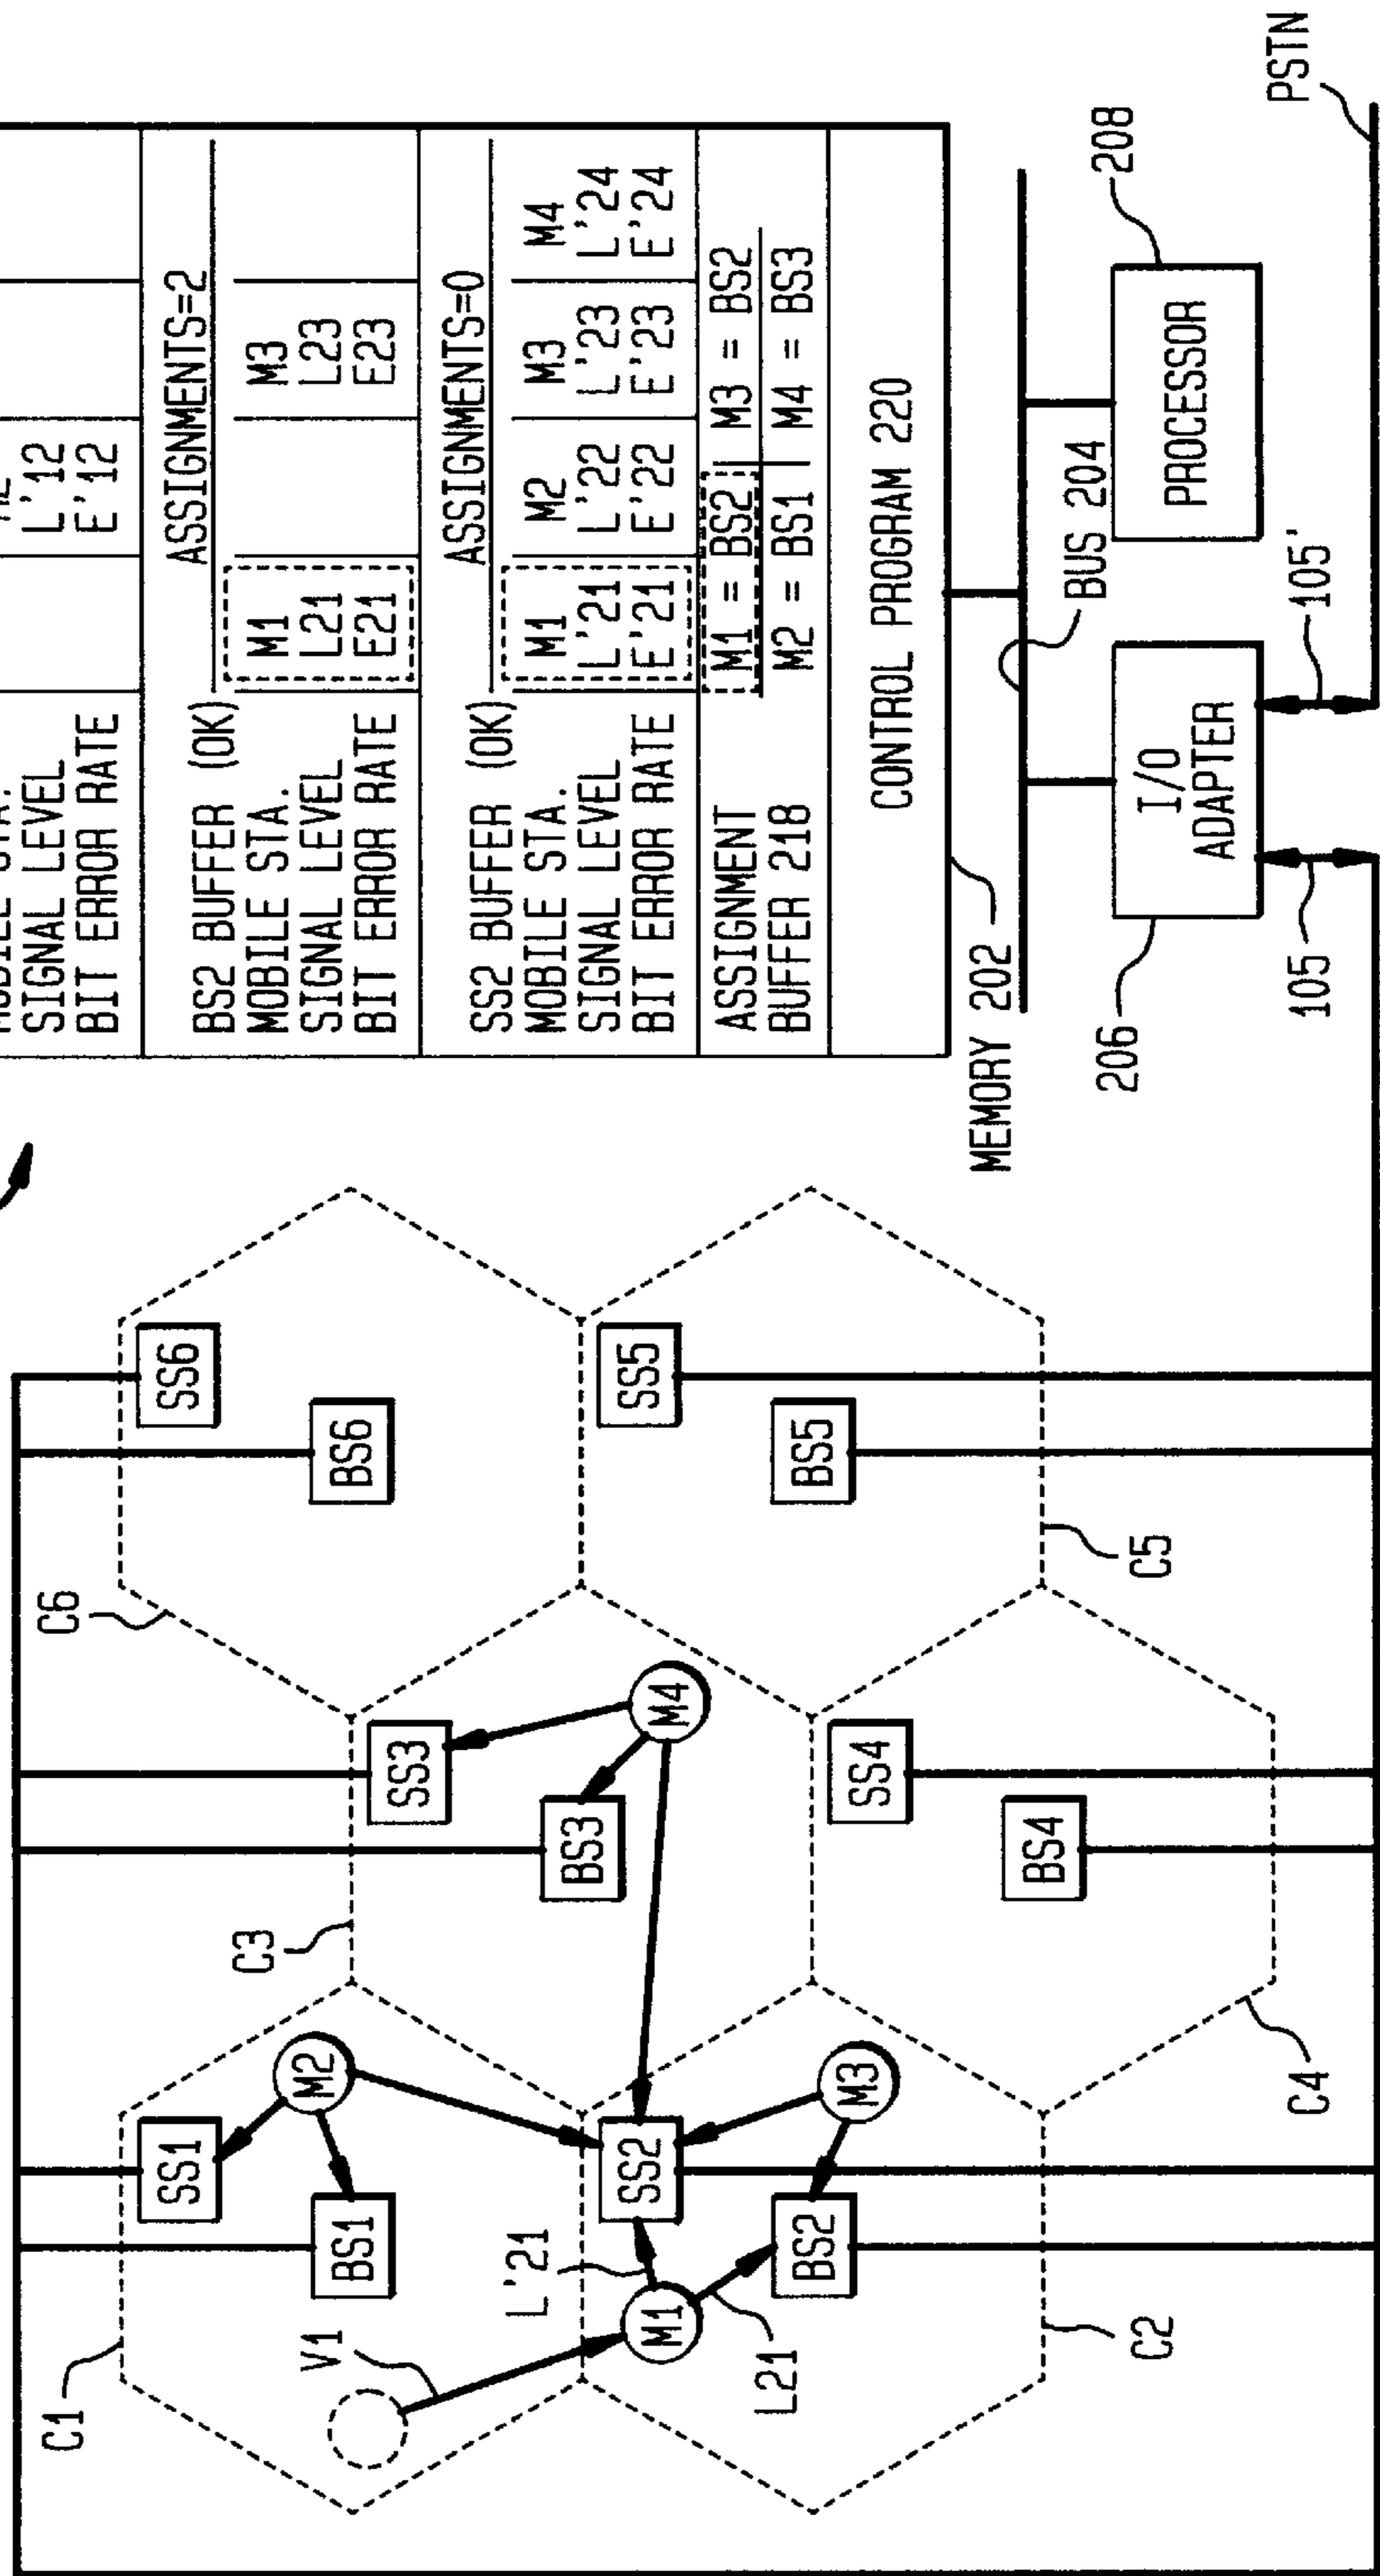 L'12
E'12
SIGNAL LEVEL
BIT ERROR RATE
BS2 BUFFER (OK) ASSIGNMENTS=2
MOBILE STA. M1 M3
SIGNAL LEVEL L21 L23
BIT ERROR RATE E21 E23
SS2 BUFFER (OK) ASSIGNMENTS=0
MOBILE STA. M1 M2 M3 M4
SIGNAL LEVEL L'21 L'22 L'23 L'24
BIT ERROR RATE E'21 E'22 E'23 E'24
ASSIGNMENT M1 = BS2 M3 = BS2
BUFFER 218 M2 = BS1 M4 = BS3
CONTROL PROGRAM 220
MEMORY 202
BUS 204
206
I/O
ADAPTER
PROCESSOR
208
105
105'
PSTN
C1
V1
BS1
SS1
M2
C3
SS3
BS3
M4
C6
SS6
BS6
L'21
M1
L21
SS2
BS2
M3
C2
C4
SS4
BS4
SS5
BS5
C5